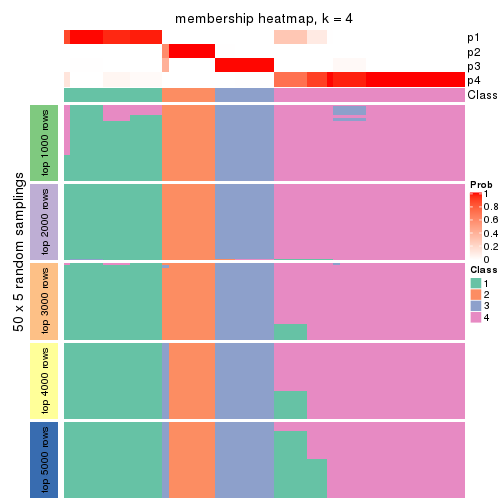 membership heatmap, k = 4
p1
p2
p3
p4
Class
50 x 5 random samplings
top 1000 rows
top 2000 rows
top 3000 rows
top 4000 rows
top 5000 rows
Prob
1
0.8
0.6
0.4
0.2
0
Class
1
2
3
4